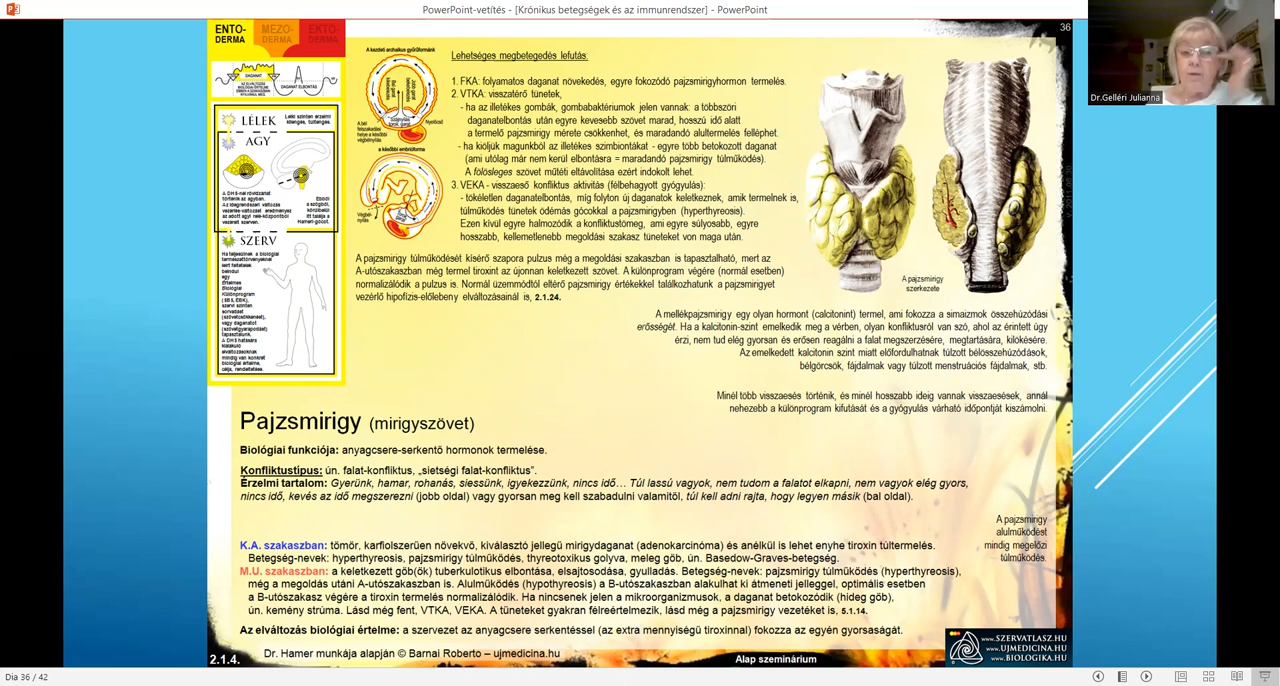 PowerPoint-vetítés - [Krónikus betegségek és az immunrendszer] - PowerPoint
36
Dr.Gelléri Julianna
ENTO-
DERMA
MEZO-
DERMA
EKTO-
DERMA
DAGANAT
DAGANAT ELBONTÁS
LÉLEK
AGY
SZERV
A DHS-nél rövidzárlat
történik az agyban.
A kezdeti archaikus gyűrűformánk
Nyelőcső
a későbbi embrióforma
Végbél-
nyílás
Lehetséges megbetegedés lefutás:
1. FKA: folyamatos daganat növekedés, egyre fokozódó pajzsmirigyhormon termelés.
2. VTKA: visszatérő tünetek,
- ha az illetékes gombák, gombabaktériumok jelen vannak: a többszöri
daganatelbontás után egyre kevesebb szövet marad, hosszú idő alatt
a termelő pajzsmirigy mérete csökkenhet, és maradandó alultermelés felléphet.
- ha kiöljük magunkból az illetékes szimbiontákat - egyre több betokozott daganat
(ami utólag már nem kerül elbontásra = maradandó pajzsmirigy túlműködés).
A fölösleges szövet műtéti eltávolítása ezért indokolt lehet.
3. VEKA - visszaeső konfliktus aktivitás (félbehagyott gyógyulás):
- tökéletlen daganatelbontás, míg folyton új daganatok keletkeznek, amik termelnek is,
túlműködés tünetek ödémás gócokkal a pajzsmirigyben (hyperthyreosis).
Ezen kívül egyre halmozódik a konfliktustömeg, ami egyre súlyosabb, egyre
hosszabb, kellemetlenebb megoldási szakasz tüneteket von maga után.
A pajzsmirigy túlműködését kísérő szapora pulzus még a megoldási szakaszban is tapasztalható, mert az
A-utószakaszban még termel tiroxint az újonnan keletkezett szövet. A különprogram végére (normál esetben)
normalizálódik a pulzus is. Normál üzemmódtól eltérő pajzsmirigy értékekkel találkozhatunk a pajzsmirigyet
vezérlő hipofízis-előlebeny elváltozásainál is, 2.1.24.
A pajzsmirigy
szerkezete
A mellékpajzsmirigy egy olyan hormont (calcitonint) termel, ami fokozza a simaizmok összehúzódási
erősségét. Ha a kalcitonin-szint emelkedik meg a vérben, olyan konfliktusról van szó, ahol az érintett úgy
érzi, nem tud elég gyorsan és erősen reagálni a falat megszerzésére, megtartására, kilökésére.
Az emelkedett kalcitonin szint miatt előfordulhatnak túlzott bélösszehúzódások,
bélgörcsök, fájdalmak vagy túlzott menstruációs fájdalmak, stb.
Minél több visszaesés történik, és minél hosszabb ideig vannak visszaesések, annál
nehezebb a különprogram kifutását és a gyógyulás várható időpontját kiszámolni.
Pajzsmirigy (mirigyszövet)
Biológiai funkciója: anyagcsere-serkentő hormonok termelése.
Konfliktustípus: ún. falat-konfliktus, „sietségi falat-konfliktus”.
Érzelmi tartalom: Gyerünk, hamar, rohanás, siessünk, igyekezzünk, nincs idő… Túl lassú vagyok, nem tudom a falatot elkapni, nem vagyok elég gyors,
nincs idő, kevés az idő megszerezni (jobb oldal) vagy gyorsan meg kell szabadulni valamitől, túl kell adni rajta, hogy legyen másik (bal oldal).
A pajzsmirigy
alulműködést
mindig megelőzi
túlműködés.
K.A. szakaszban: tömör, karfiolszerűen növekvő, kiválasztó jellegű mirigydaganat (adenokarcinóma) és anélkül is lehet enyhe tiroxin túltermelés.
Betegség-nevek: hyperthyreosis, pajzsmirigy túlműködés, thyreotoxikus golyva, meleg göb, ún. Basedow-Graves-betegség.
M.U. szakaszban: a keletkezett göb(ök) tuberkulotikus elbontása, elsajtosodása, gyulladás. Betegség-nevek: pajzsmirigy túlműködés (hyperthyreosis),
még a megoldás utáni A-utószakaszban is. Alulműködés (hypothyreosis) a B-utószakaszban alakulhat ki átmeneti jelleggel, optimális esetben
a B-utószakasz végére a tiroxin termelés normalizálódik. Ha nincsenek jelen a mikroorganizmusok, a daganat betokozódik (hideg göb),
ún. kemény strúma. Lásd még fent, VTKA, VEKA. A tüneteket gyakran félreértelmezik, lásd még a pajzsmirigy vezetéket is, 5.1.14.
Az elváltozás biológiai értelme: a szervezet az anyagcsere serkentéssel (az extra mennyiségű tiroxinnal) fokozza az egyén gyorsaságát.
2.1.4.
Dr. Hamer munkája alapján © Barnai Roberto – ujmedicina.hu
Alap szeminárium
www.SZERVATLASZ.HU
www.UJMEDICINA.HU
www.BIOLOGIKA.HU
Dia 36 / 42